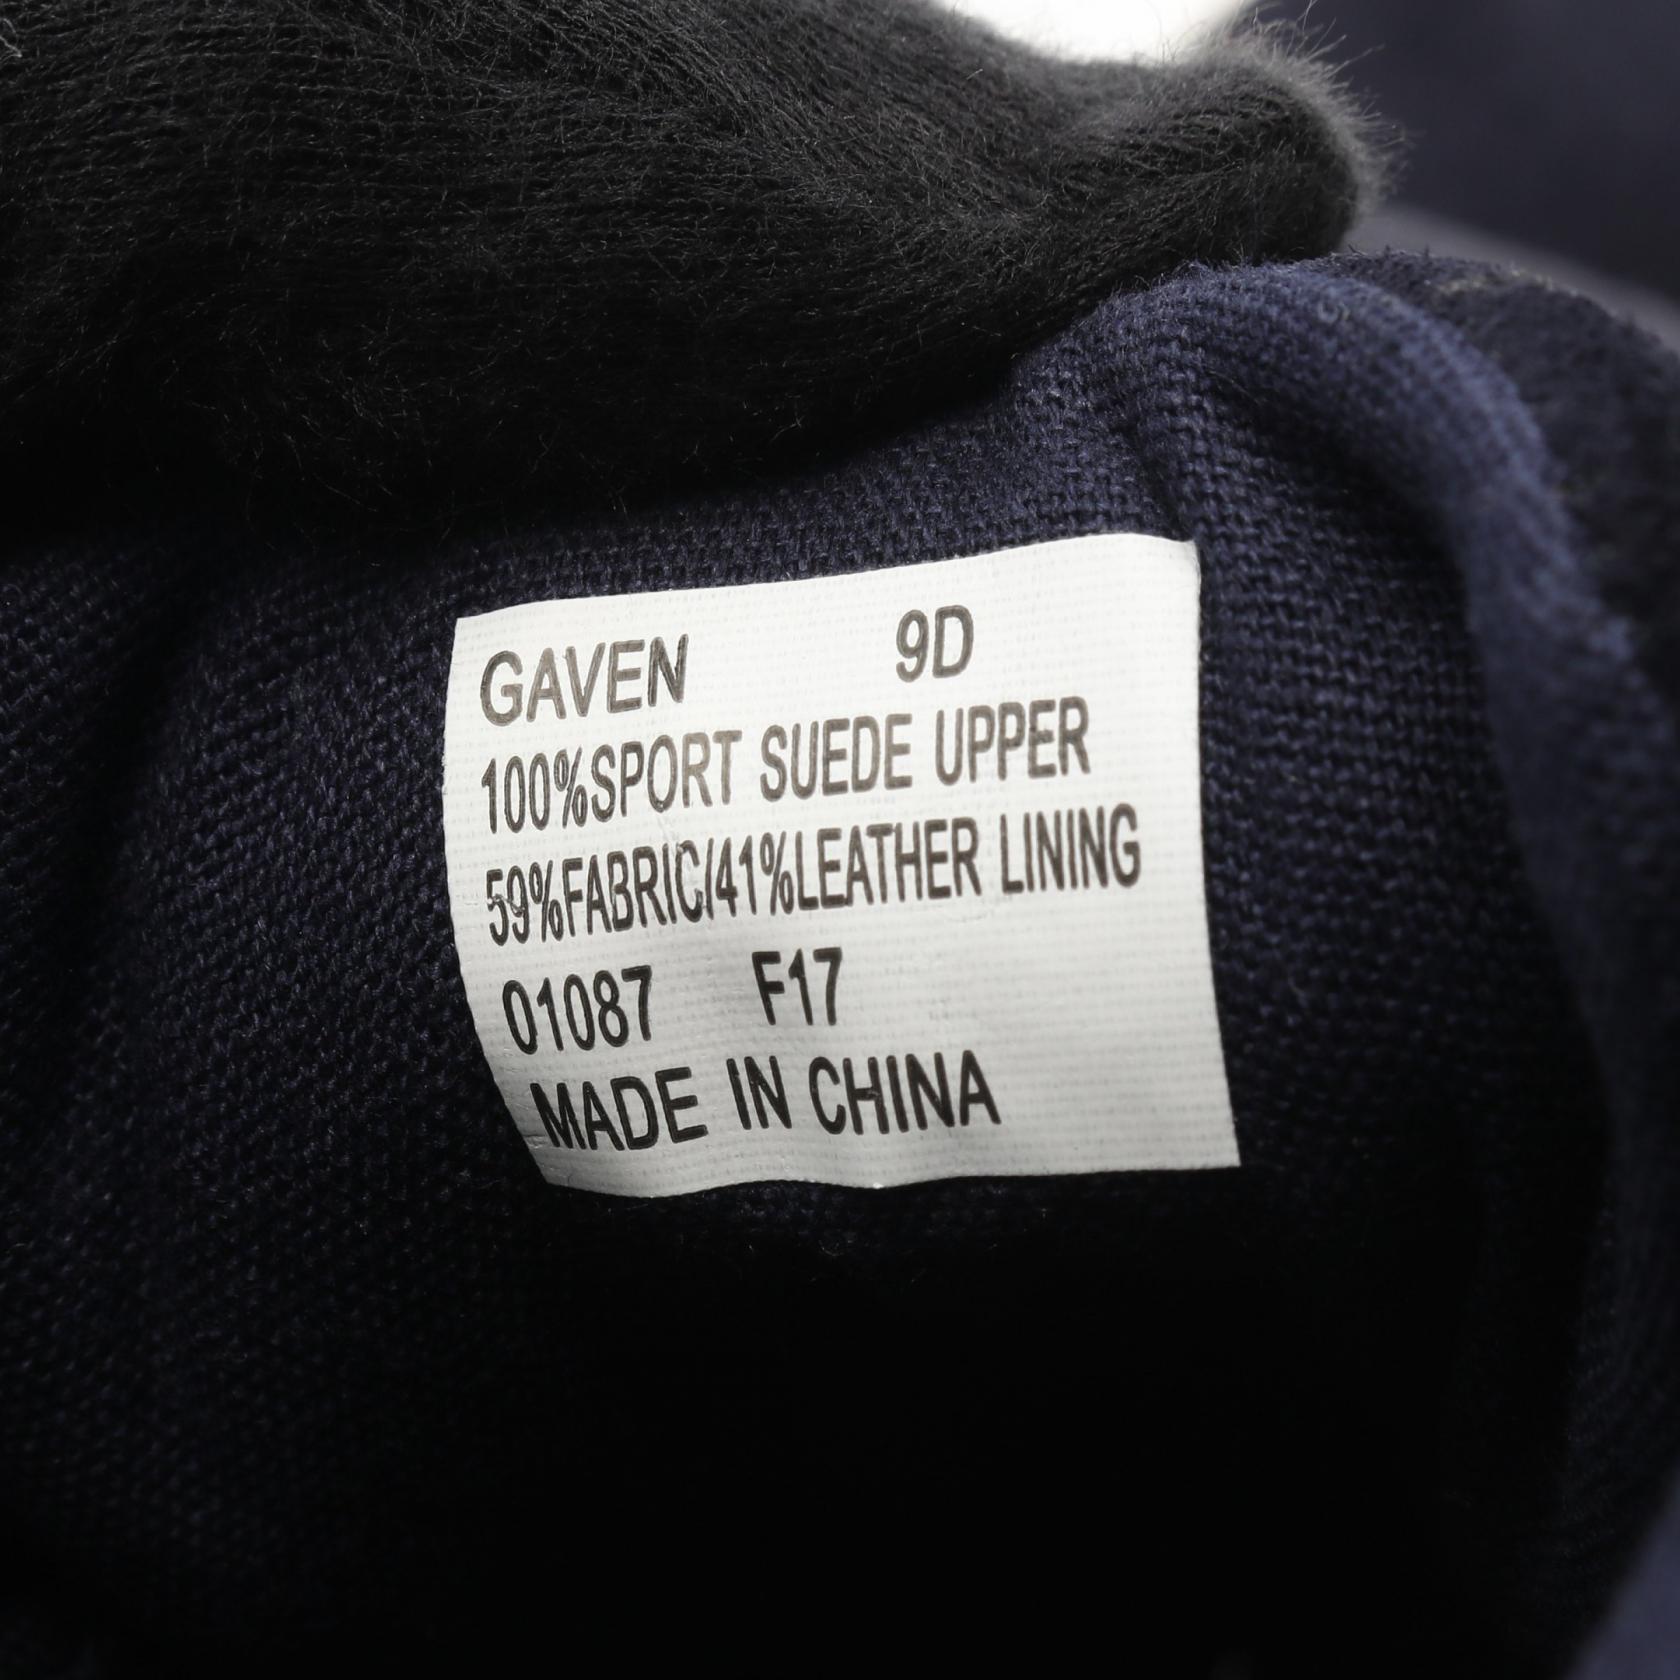 GAVEN 9D
100%SPORT SUEDE UPPER
59%FABRIC/41%LEATHER LINING
01087 F17
MADE IN CHINA